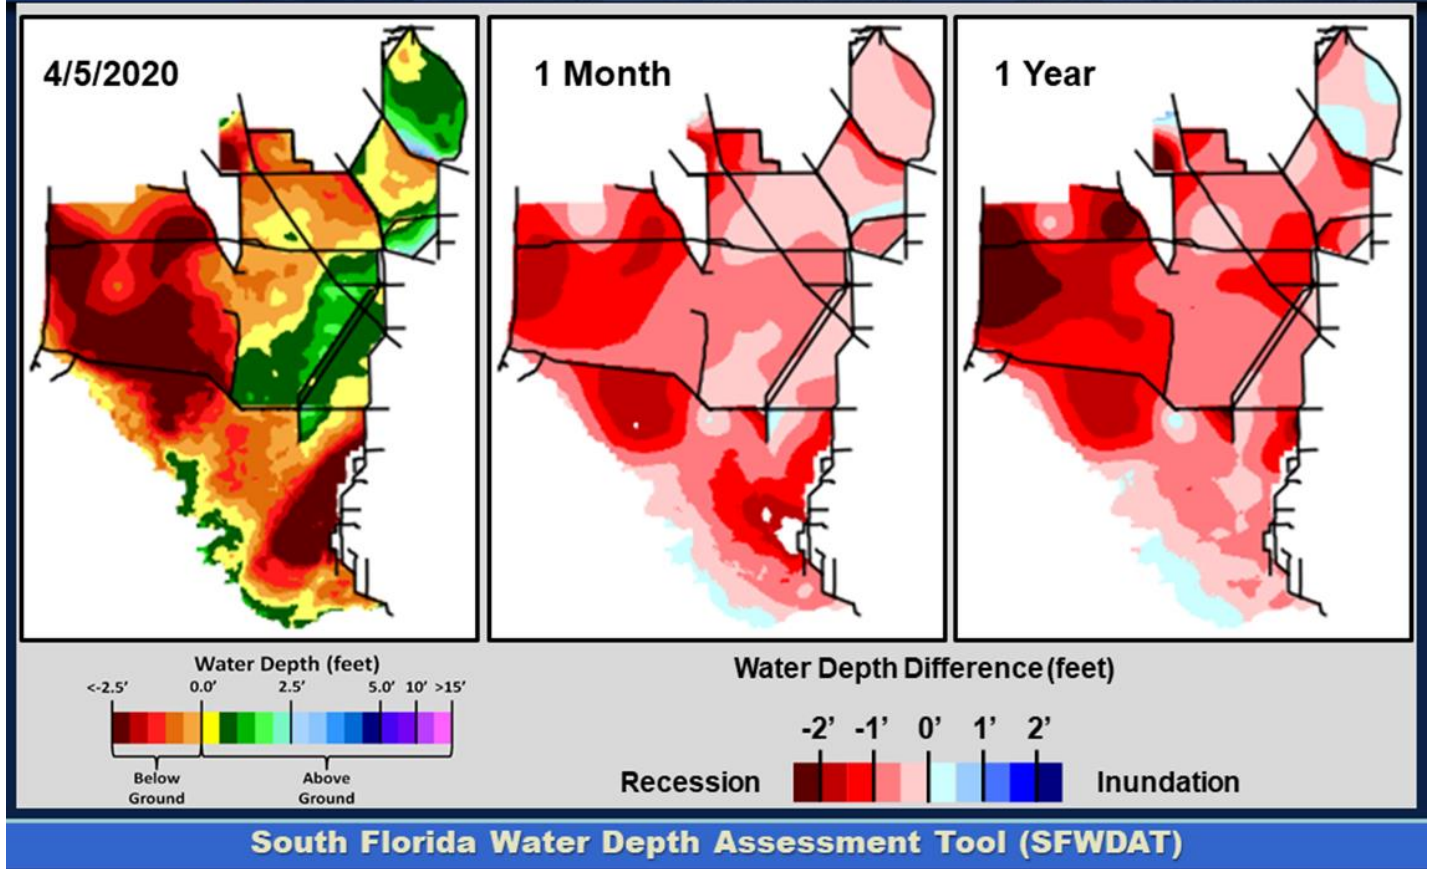 4/5/2020
1 Month
1 Year
Water Depth (feet)
<-2.5' 0.0' 2.5' 5.0' 10' >15'
Below
Ground
Above
Ground
Water Depth Difference (feet)
-2' -1' 0' 1' 2'
Recession
Inundation
South Florida Water Depth Assessment Tool (SFWDAT)